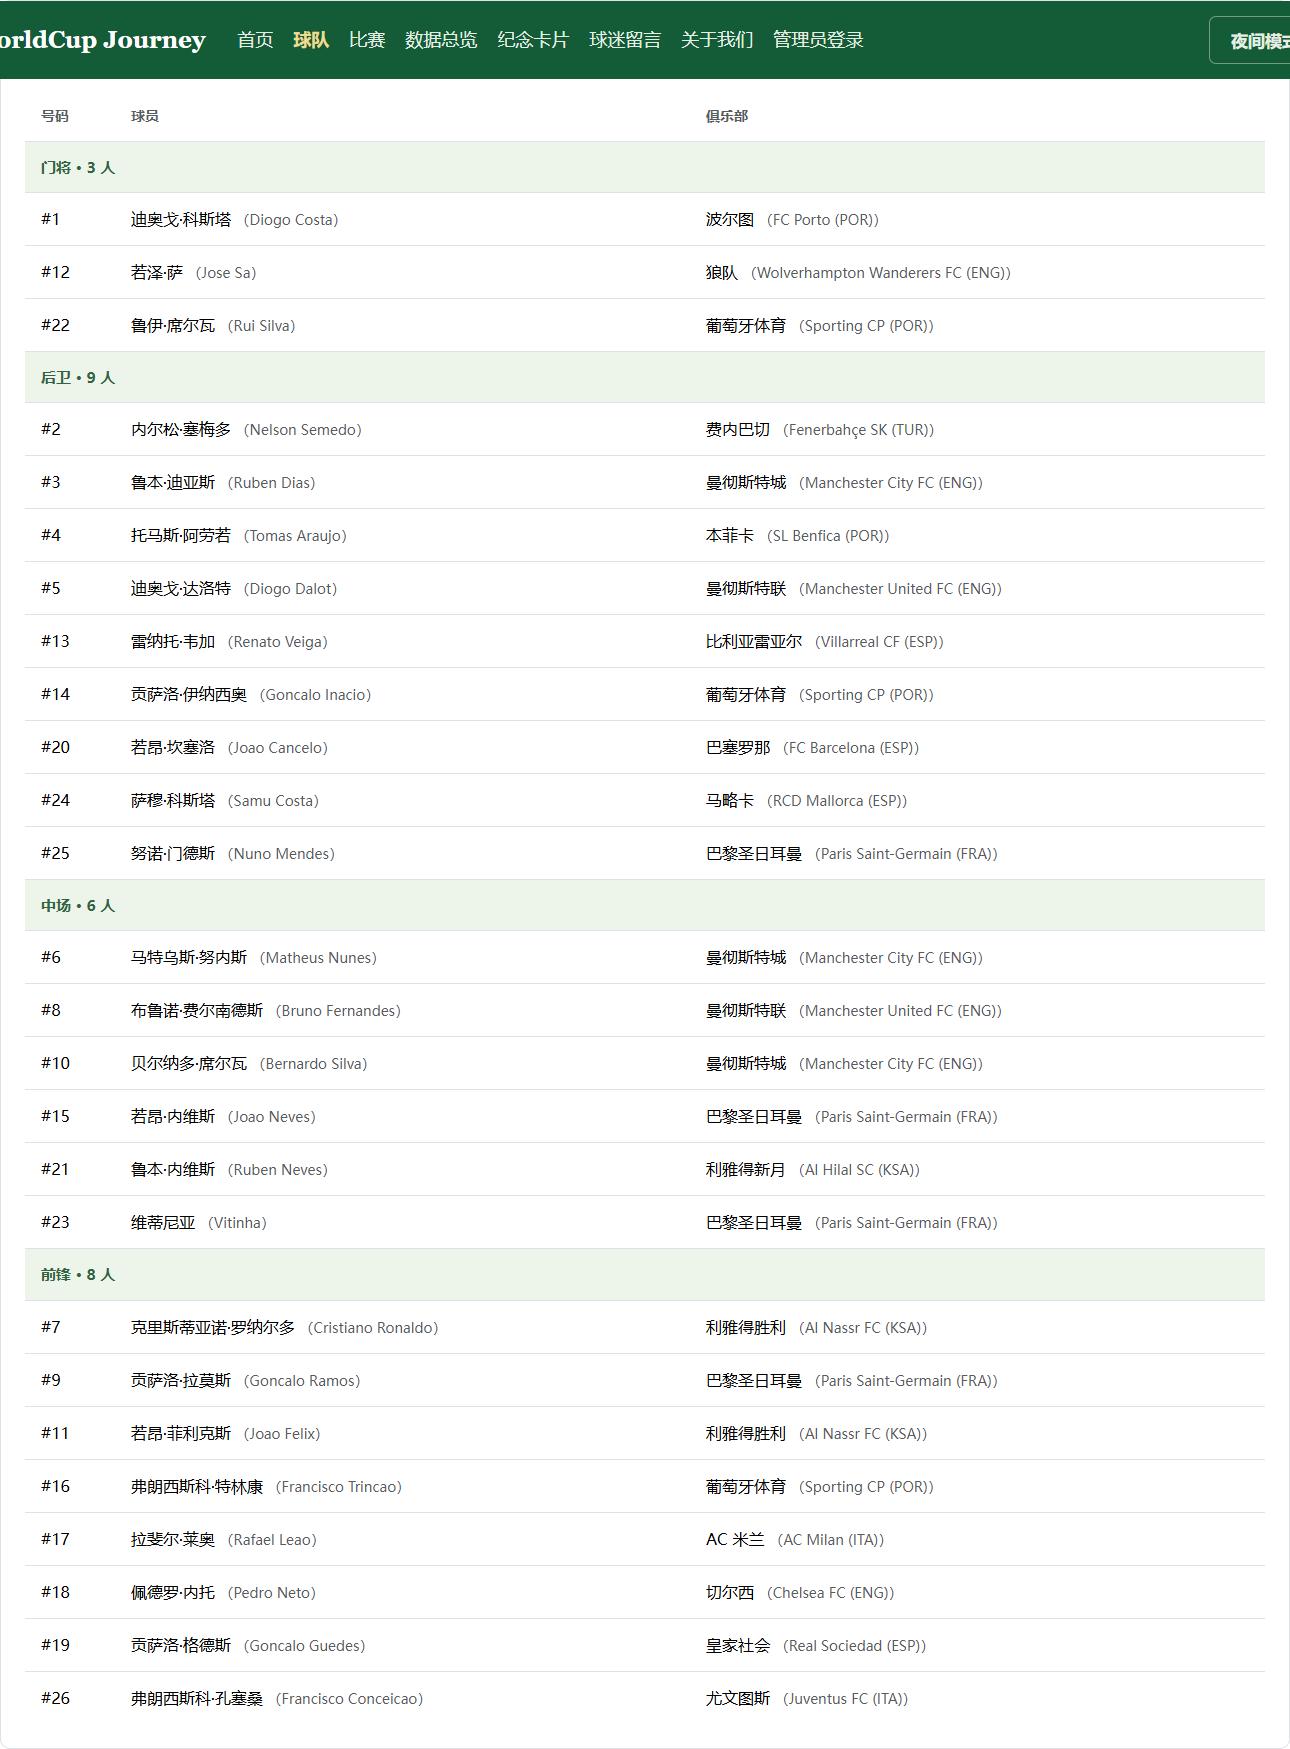 orldCup Journey 首页 球队 比赛 数据总览 纪念卡片 球迷留言 关于我们 管理员登录 夜间模式
号码 球员 俱乐部
门将 • 3 人
#1 迪奥戈·科斯塔 （Diogo Costa） 波尔图 （FC Porto (POR)）
#12 若泽·萨 （Jose Sa） 狼队 （Wolverhampton Wanderers FC (ENG)）
#22 鲁伊·席尔瓦 （Rui Silva） 葡萄牙体育 （Sporting CP (POR)）
后卫 • 9 人
#2 内尔松·塞梅多 （Nelson Semedo） 费内巴切 （Fenerbahçe SK (TUR)）
#3 鲁本·迪亚斯 （Ruben Dias） 曼彻斯特城 （Manchester City FC (ENG)）
#4 托马斯·阿劳若 （Tomas Araujo） 本菲卡 （SL Benfica (POR)）
#5 迪奥戈·达洛特 （Diogo Dalot） 曼彻斯特联 （Manchester United FC (ENG)）
#13 雷纳托·韦加 （Renato Veiga） 比利亚雷亚尔 （Villarreal CF (ESP)）
#14 贡萨洛·伊纳西奥 （Goncalo Inacio） 葡萄牙体育 （Sporting CP (POR)）
#20 若昂·坎塞洛 （Joao Cancelo） 巴塞罗那 （FC Barcelona (ESP)）
#24 萨穆·科斯塔 （Samu Costa） 马略卡 （RCD Mallorca (ESP)）
#25 努诺·门德斯 （Nuno Mendes） 巴黎圣日耳曼 （Paris Saint-Germain (FRA)）
中场 • 6 人
#6 马特乌斯·努内斯 （Matheus Nunes） 曼彻斯特城 （Manchester City FC (ENG)）
#8 布鲁诺·费尔南德斯 （Bruno Fernandes） 曼彻斯特联 （Manchester United FC (ENG)）
#10 贝尔纳多·席尔瓦 （Bernardo Silva） 曼彻斯特城 （Manchester City FC (ENG)）
#15 若昂·内维斯 （Joao Neves） 巴黎圣日耳曼 （Paris Saint-Germain (FRA)）
#21 鲁本·内维斯 （Ruben Neves） 利雅得新月 （Al Hilal SC (KSA)）
#23 维蒂尼亚 （Vitinha） 巴黎圣日耳曼 （Paris Saint-Germain (FRA)）
前锋 • 8 人
#7 克里斯蒂亚诺·罗纳尔多 （Cristiano Ronaldo） 利雅得胜利 （Al Nassr FC (KSA)）
#9 贡萨洛·拉莫斯 （Goncalo Ramos） 巴黎圣日耳曼 （Paris Saint-Germain (FRA)）
#11 若昂·菲利克斯 （Joao Felix） 利雅得胜利 （Al Nassr FC (KSA)）
#16 弗朗西斯科·特林康 （Francisco Trincao） 葡萄牙体育 （Sporting CP (POR)）
#17 拉斐尔·莱奥 （Rafael Leao） AC 米兰 （AC Milan (ITA)）
#18 佩德罗·内托 （Pedro Neto） 切尔西 （Chelsea FC (ENG)）
#19 贡萨洛·格德斯 （Goncalo Guedes） 皇家社会 （Real Sociedad (ESP)）
#26 弗朗西斯科·孔塞桑 （Francisco Conceicao） 尤文图斯 （Juventus FC (ITA)）